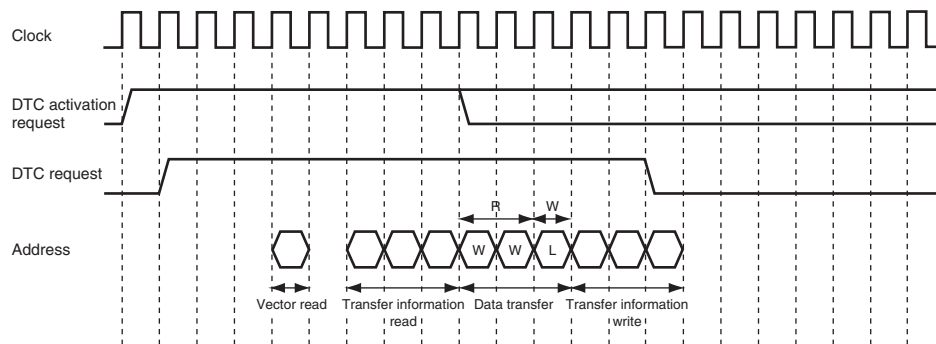 Clock
DTC activation
request
DTC request
R W
Address
W W L
Vector read Transfer information Data transfer Transfer information
read write